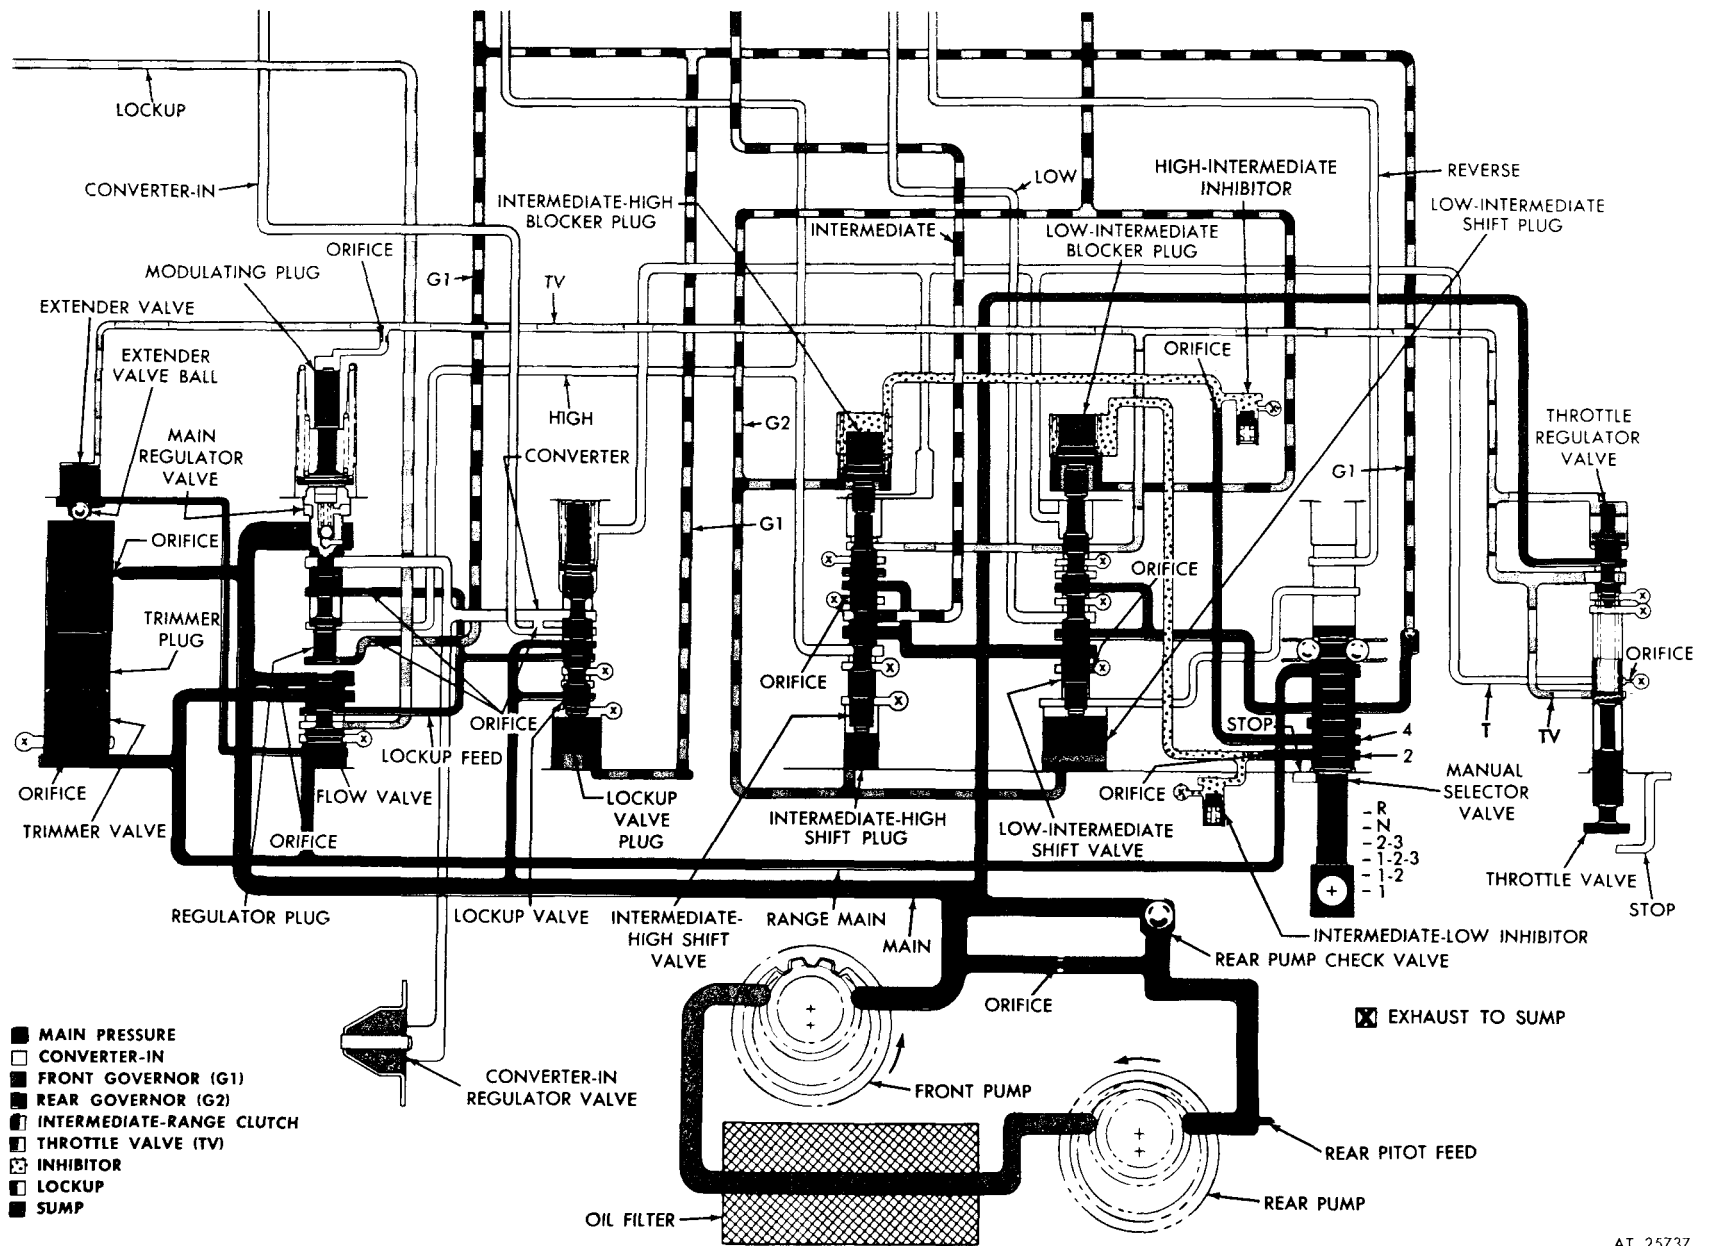 LOCKUP
CONVERTER-IN
ORIFICE
MODULATING PLUG
EXTENDER VALVE
EXTENDER
VALVE BALL
MAIN
REGULATOR
VALVE
ORIFICE
TRIMMER
PLUG
ORIFICE
TRIMMER VALVE
G1
TV
INTERMEDIATE-HIGH
BLOCKER PLUG
HIGH
CONVERTER
G1
G2
INTERMEDIATE
LOW
LOW-INTERMEDIATE
BLOCKER PLUG
HIGH-INTERMEDIATE
INHIBITOR
REVERSE
LOW-INTERMEDIATE
SHIFT PLUG
ORIFICE
THROTTLE
REGULATOR
VALVE
G1
ORIFICE
ORIFICE
ORIFICE
ORIFICE
LOCKUP FEED
FLOW VALVE
ORIFICE
REGULATOR PLUG
LOCKUP
VALVE
PLUG
LOCKUP VALVE
INTERMEDIATE-HIGH
SHIFT PLUG
INTERMEDIATE-
HIGH SHIFT
VALVE
RANGE MAIN
MAIN
LOW-INTERMEDIATE
SHIFT VALVE
ORIFICE
STOP
4
2
T
TV
MANUAL
SELECTOR
VALVE
R
N
2-3
1-2-3
1-2
1
THROTTLE VALVE
STOP
INTERMEDIATE-LOW INHIBITOR
REAR PUMP CHECK VALVE
ORIFICE
X EXHAUST TO SUMP
FRONT PUMP
CONVERTER-IN
REGULATOR VALVE
REAR PITOT FEED
REAR PUMP
OIL FILTER
MAIN PRESSURE
CONVERTER-IN
FRONT GOVERNOR (G1)
REAR GOVERNOR (G2)
INTERMEDIATE-RANGE CLUTCH
THROTTLE VALVE (TV)
INHIBITOR
LOCKUP
SUMP
AT 25737